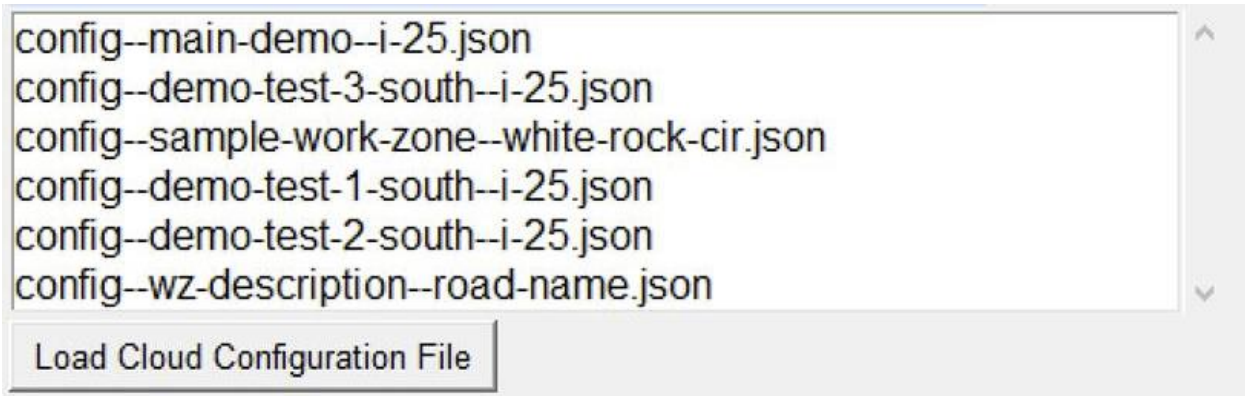 config--main-demo--i-25.json
config--demo-test-3-south--i-25.json
config--sample-work-zone--white-rock-cir.json
config--demo-test-1-south--i-25.json
config--demo-test-2-south--i-25.json
config--wz-description--road-name.json
Load Cloud Configuration File